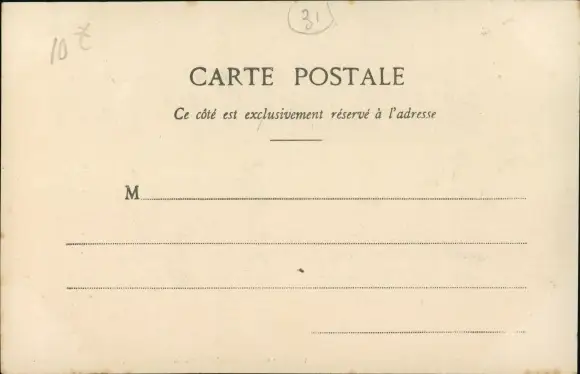 31
10
CARTE POSTALE
Ce côté est exclusivement réservé à l'adresse
M